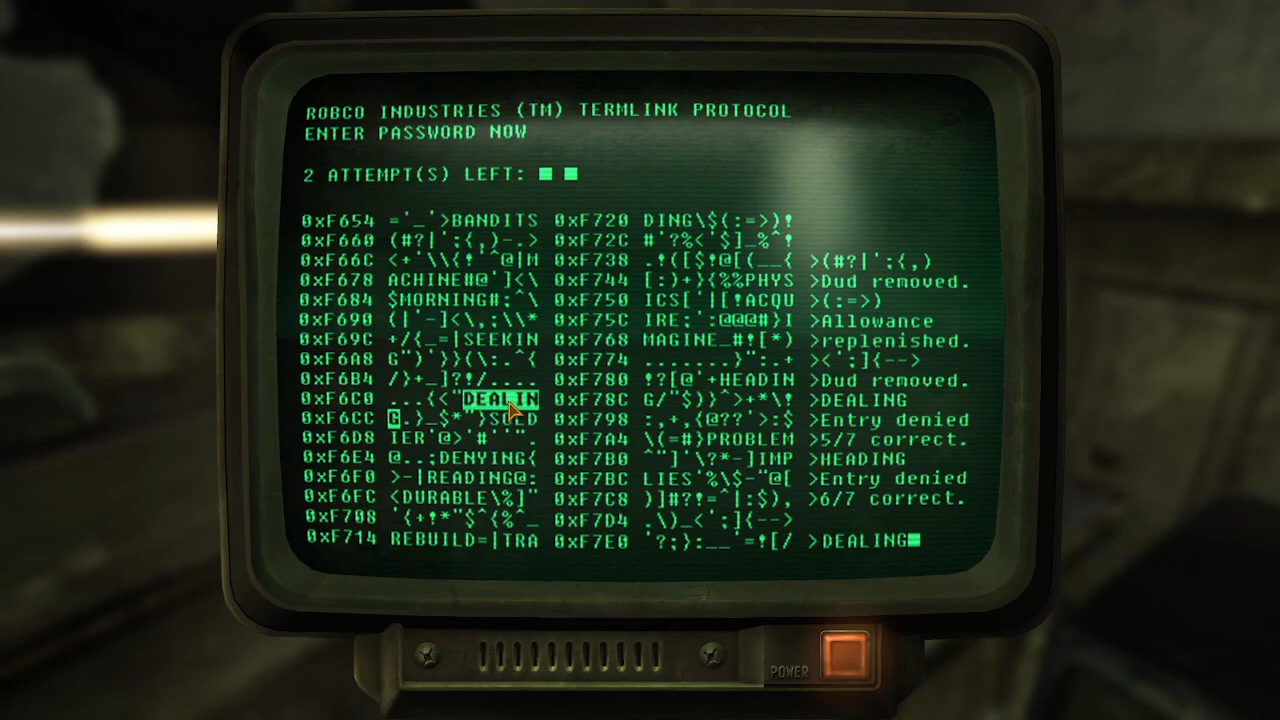 ROBCO INDUSTRIES (TM) TERMLINK PROTOCOL
ENTER PASSWORD NOW
2 ATTEMPT(S) LEFT: ■ ■
0xF654 ='_'>BANDITS 0xF720 DING\$(:=>)!
0xF660 (#?|';{,)-.> 0xF72C #'?%<'$]_%^!
0xF66C <+'\\{!'^@|M 0xF738 .!([$!@[(__{ >(#?|';{,)
0xF678 ACHINE#@']<\ 0xF744 [:)+}{%%PHYS >Dud removed.
0xF684 $MORNING#;^\ 0xF750 ICS['|[!ACQU >(:=>)
0xF690 (|'-]<\,;\\* 0xF75C IRE;':@@@#}I >Allowance
0xF69C +/{_=|SEEKIN 0xF768 MAGINE_#![*) >replenished.
0xF6A8 G")'}}(\:.^{ 0xF774 .......}":.+ ><';]{-->
0xF6B4 /}+_]?!/.... 0xF780 !?[@'+HEADIN >Dud removed.
0xF6C0 ...{<"DEALIN 0xF78C G/"$)}^>+*\! >DEALING
0xF6CC G.}_$*"}SOLD 0xF798 :,+,{@??'>:$ >Entry denied
0xF6D8 IER'@>'#''". 0xF7A4 \(=#}PROBLEM >5/7 correct.
0xF6E4 @..;DENYING{ 0xF7B0 ^"]'\?*-]IMP >HEADING
0xF6F0 >-|READING@: 0xF7BC LIES'%\$-"@[ >Entry denied
0xF6FC <DURABLE\%]" 0xF7C8 )]#?!=^|:$), >6/7 correct.
0xF708 '{+!*"$^{%^_ 0xF7D4 .\)_<';]{-->
0xF714 REBUILD=|TRA 0xF7E0 '?;}:__'=![/ >DEALING■
POWER